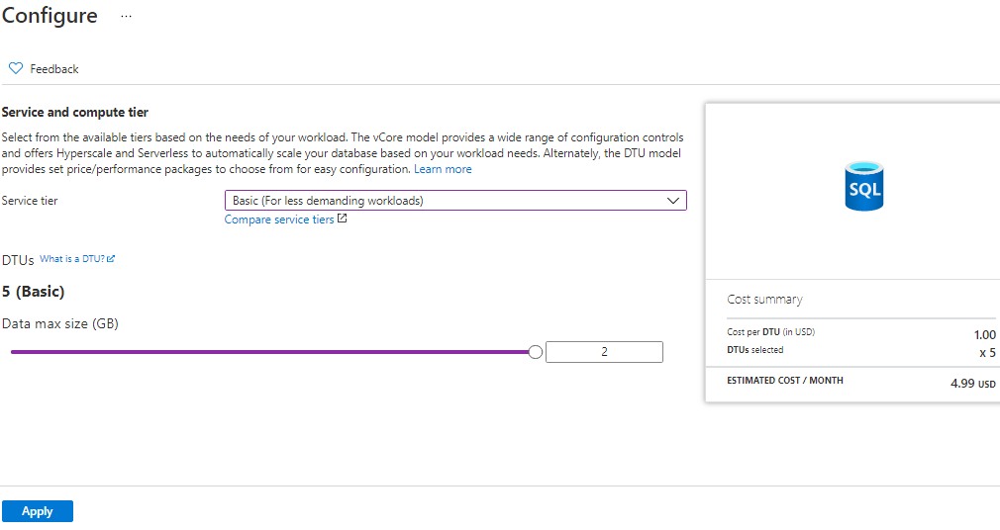 Configure ...
Feedback
Service and compute tier
Select from the available tiers based on the needs of your workload. The vCore model provides a wide range of configuration controls
and offers Hyperscale and Serverless to automatically scale your database based on your workload needs. Alternately, the DTU model
provides set price/performance packages to choose from for easy configuration. Learn more
Service tier
Basic (For less demanding workloads)
Compare service tiers
DTUs What is a DTU?
5 (Basic)
Data max size (GB)
2
SQL
Cost summary
Cost per DTU (in USD) 1.00
DTUs selected x 5
ESTIMATED COST / MONTH 4.99 USD
Apply